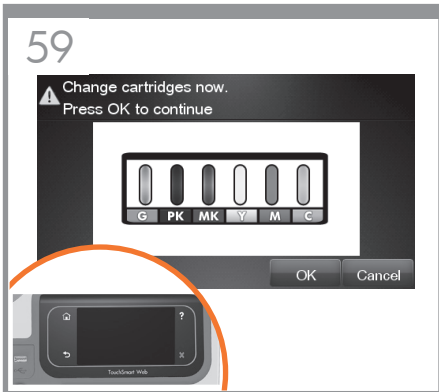 59
Change cartridges now.
Press OK to continue
G PK MK Y M C
OK Cancel
?
TouchSmart Web